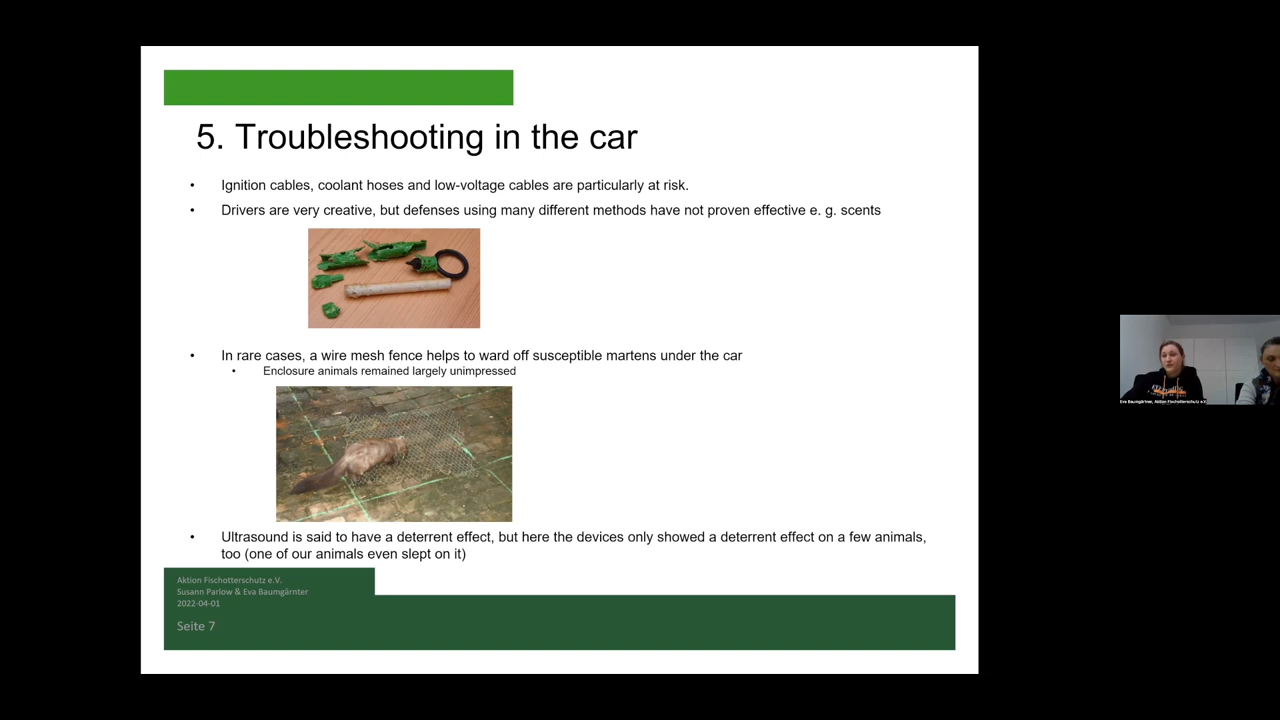 5. Troubleshooting in the car
• Ignition cables, coolant hoses and low-voltage cables are particularly at risk.
• Drivers are very creative, but defenses using many different methods have not proven effective e. g. scents
• In rare cases, a wire mesh fence helps to ward off susceptible martens under the car
• Enclosure animals remained largely unimpressed
• Ultrasound is said to have a deterrent effect, but here the devices only showed a deterrent effect on a few animals,
too (one of our animals even slept on it)
Aktion Fischotterschutz e.V.
Susann Parlow & Eva Baumgärnter
2022-04-01
Seite 7
Eva Baumgärtner, Aktion Fischotterschutz e.V.